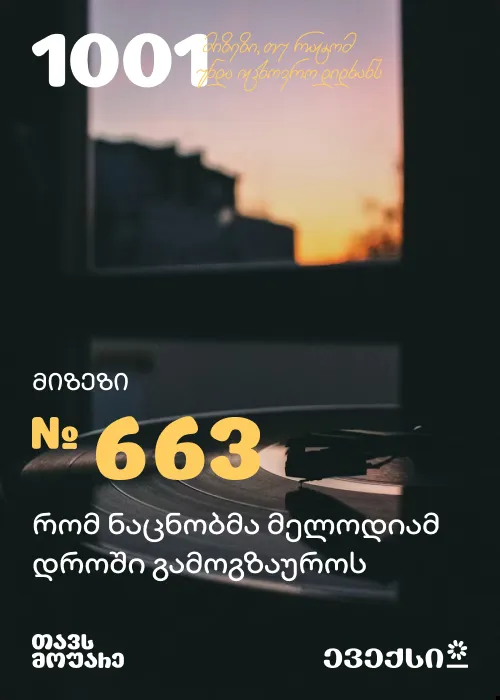 1001 მიზეზი, თუ რატომ
უნდა იცხოვრო დიდხანს
მიზეზი
№ 663
რომ ნაცნობმა მელოდიამ
დროში გამოგზაუროს
თავს
მოუარე
ევექსი